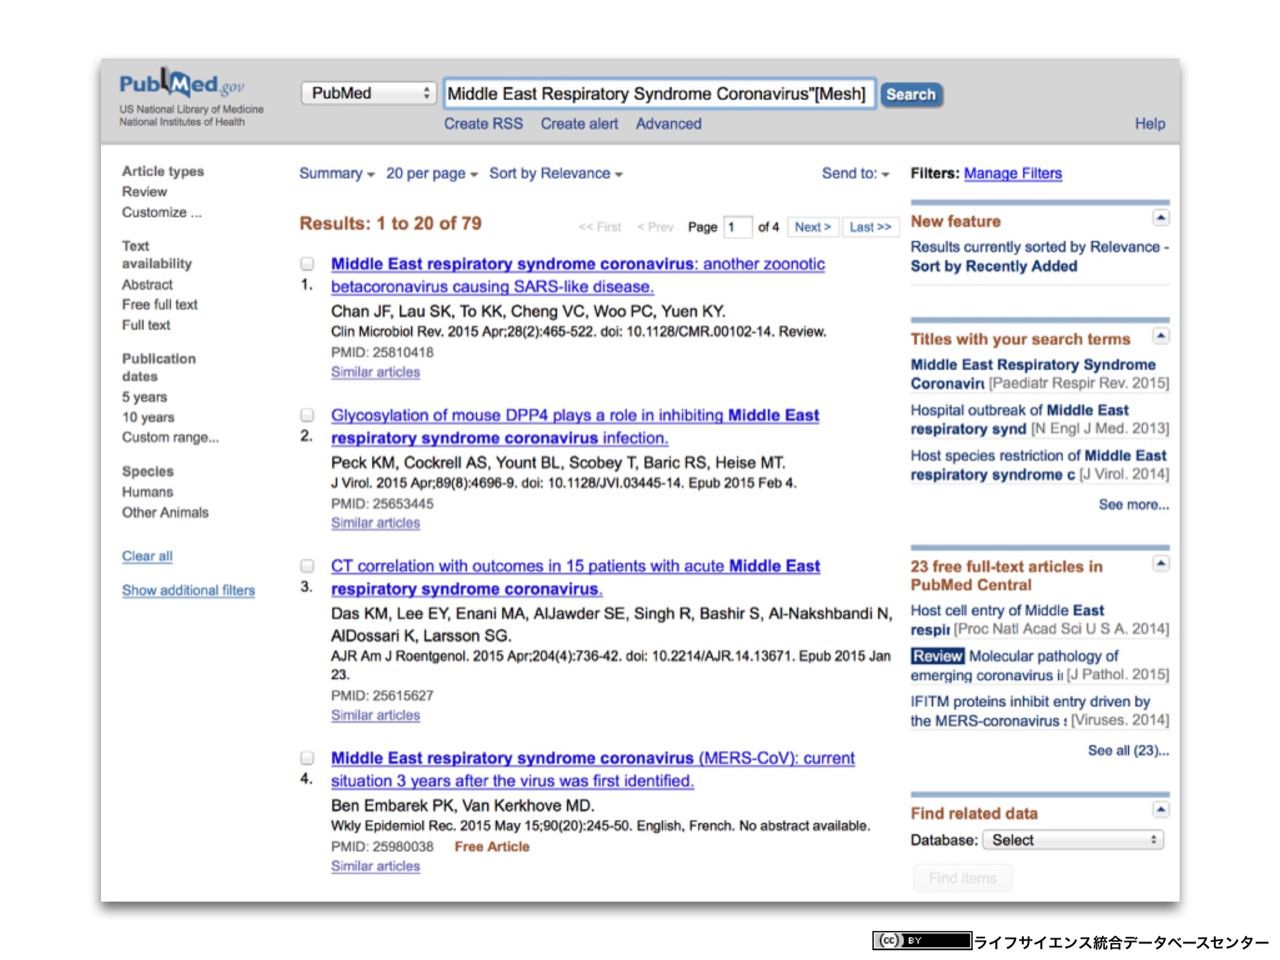 PubMed.gov
US National Library of Medicine
National Institutes of Health
PubMed
Middle East Respiratory Syndrome Coronavirus"[Mesh]
Search
Create RSS Create alert Advanced
Help
Article types
Review
Customize ...
Text
availability
Abstract
Free full text
Full text
Publication
dates
5 years
10 years
Custom range...
Species
Humans
Other Animals
Clear all
Show additional filters
Summary 20 per page Sort by Relevance
Send to:
Results: 1 to 20 of 79
<< First < Prev Page 1 of 4 Next > Last >>
Middle East respiratory syndrome coronavirus: another zoonotic
1. betacoronavirus causing SARS-like disease.
Chan JF, Lau SK, To KK, Cheng VC, Woo PC, Yuen KY.
Clin Microbiol Rev. 2015 Apr;28(2):465-522. doi: 10.1128/CMR.00102-14. Review.
PMID: 25810418
Similar articles
Glycosylation of mouse DPP4 plays a role in inhibiting Middle East
2. respiratory syndrome coronavirus infection.
Peck KM, Cockrell AS, Yount BL, Scobey T, Baric RS, Heise MT.
J Virol. 2015 Apr;89(8):4696-9. doi: 10.1128/JVI.03445-14. Epub 2015 Feb 4.
PMID: 25653445
Similar articles
CT correlation with outcomes in 15 patients with acute Middle East
3. respiratory syndrome coronavirus.
Das KM, Lee EY, Enani MA, AlJawder SE, Singh R, Bashir S, Al-Nakshbandi N,
AlDossari K, Larsson SG.
AJR Am J Roentgenol. 2015 Apr;204(4):736-42. doi: 10.2214/AJR.14.13671. Epub 2015 Jan
23.
PMID: 25615627
Similar articles
Middle East respiratory syndrome coronavirus (MERS-CoV): current
4. situation 3 years after the virus was first identified.
Ben Embarek PK, Van Kerkhove MD.
Wkly Epidemiol Rec. 2015 May 15;90(20):245-50. English, French. No abstract available.
PMID: 25980038 Free Article
Similar articles
Filters: Manage Filters
New feature
Results currently sorted by Relevance -
Sort by Recently Added
Titles with your search terms
Middle East Respiratory Syndrome
Coronavirı [Paediatr Respir Rev. 2015]
Hospital outbreak of Middle East
respiratory synd [N Engl J Med. 2013]
Host species restriction of Middle East
respiratory syndrome c [J Virol. 2014]
See more...
23 free full-text articles in
PubMed Central
Host cell entry of Middle East
respiı [Proc Natl Acad Sci U S A. 2014]
Review Molecular pathology of
emerging coronavirus iı [J Pathol. 2015]
IFITM proteins inhibit entry driven by
the MERS-coronavirus [Viruses. 2014]
See all (23)...
Find related data
Database: Select
Find items
(cc) BY ライフサイエンス統合データベースセンター